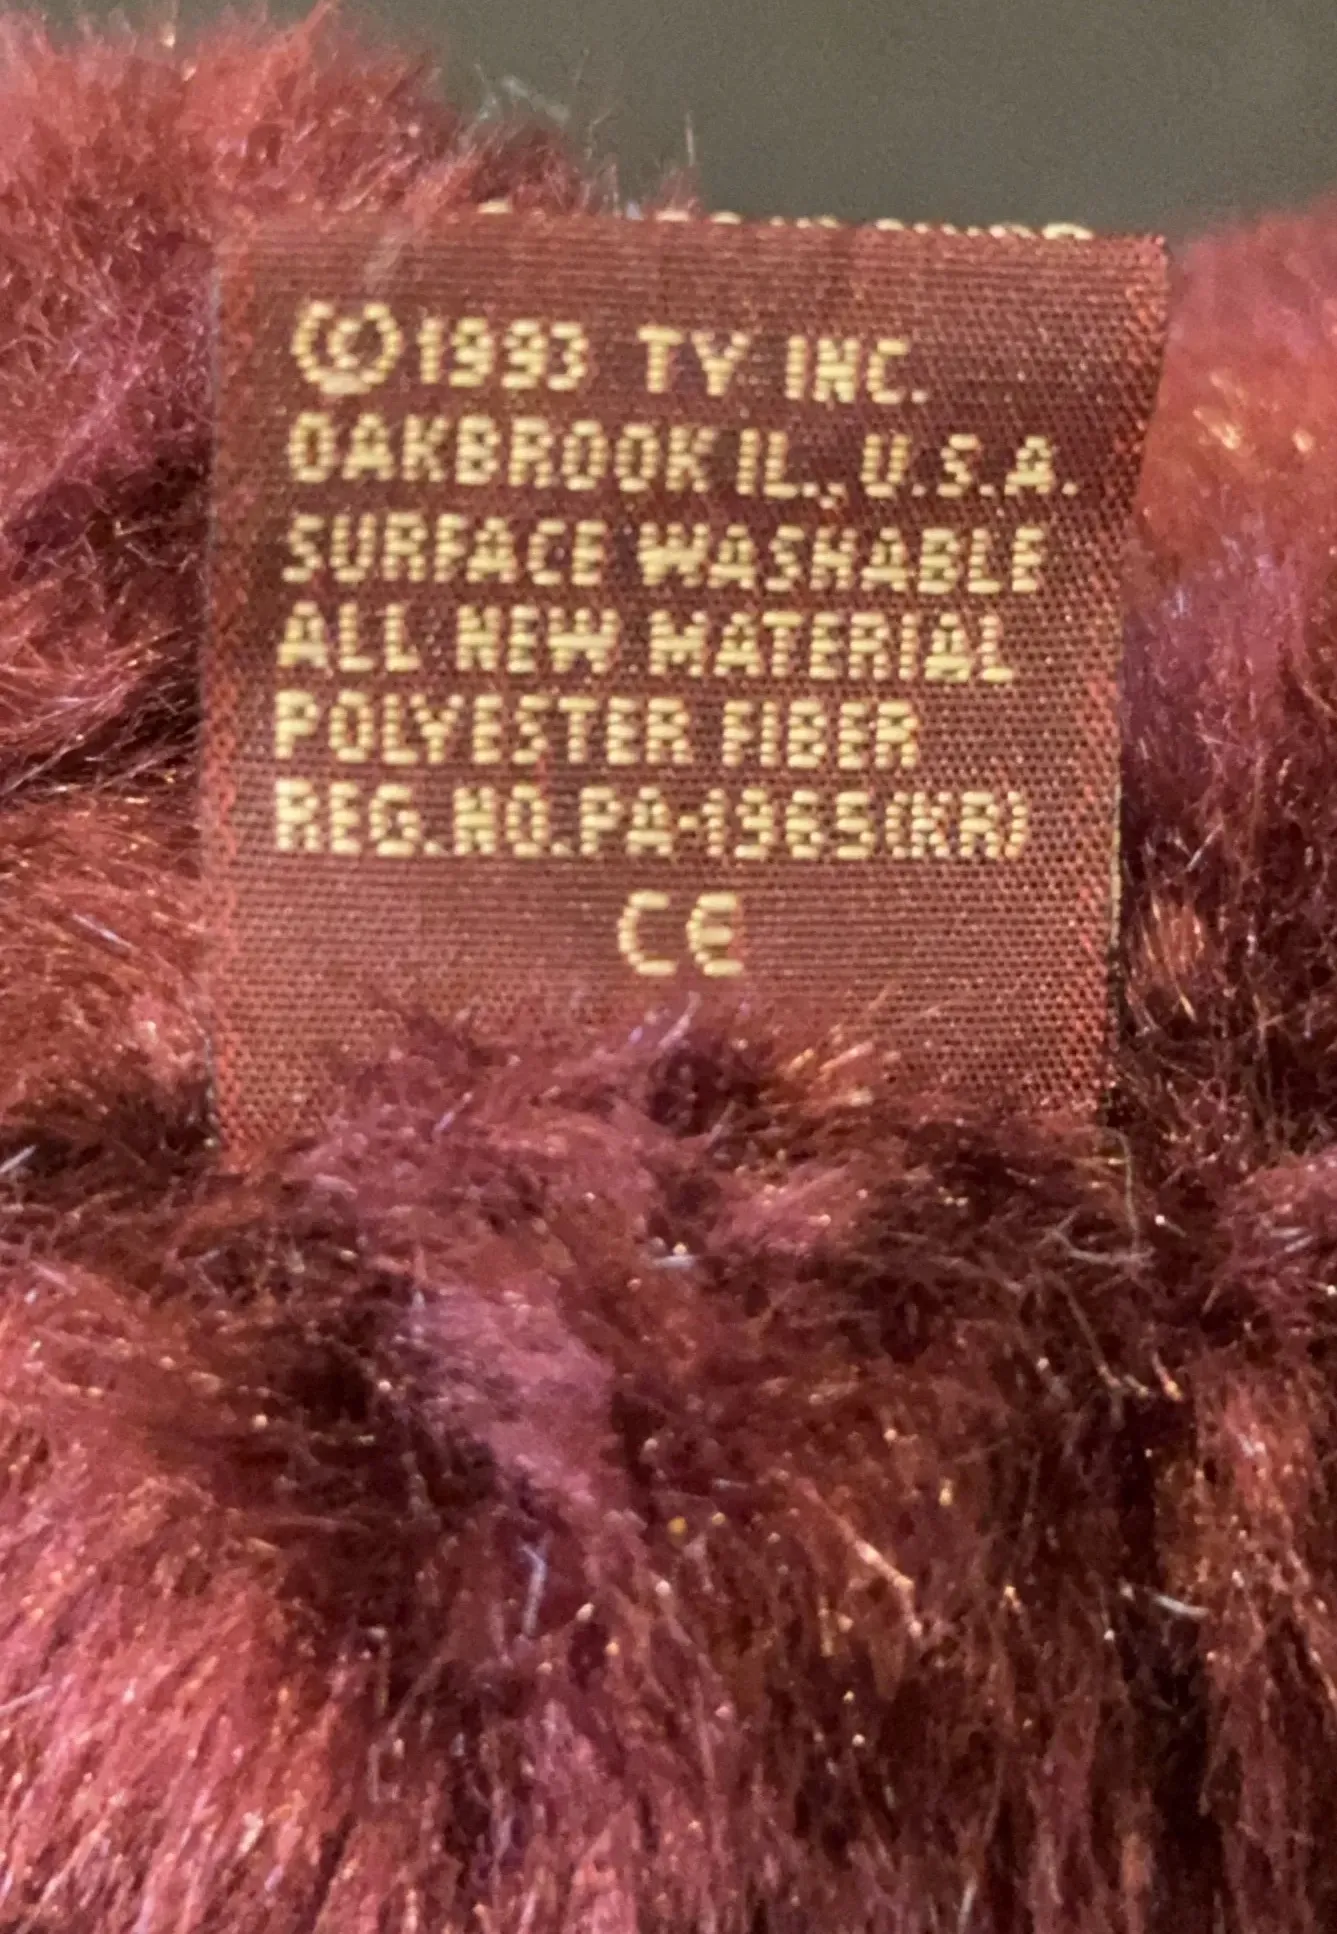 ©1993 TY INC.
OAKBROOK IL., U.S.A.
SURFACE WASHABLE
ALL NEW MATERIAL
POLYESTER FIBER
REG.NO.PA-1965(KR)
CE